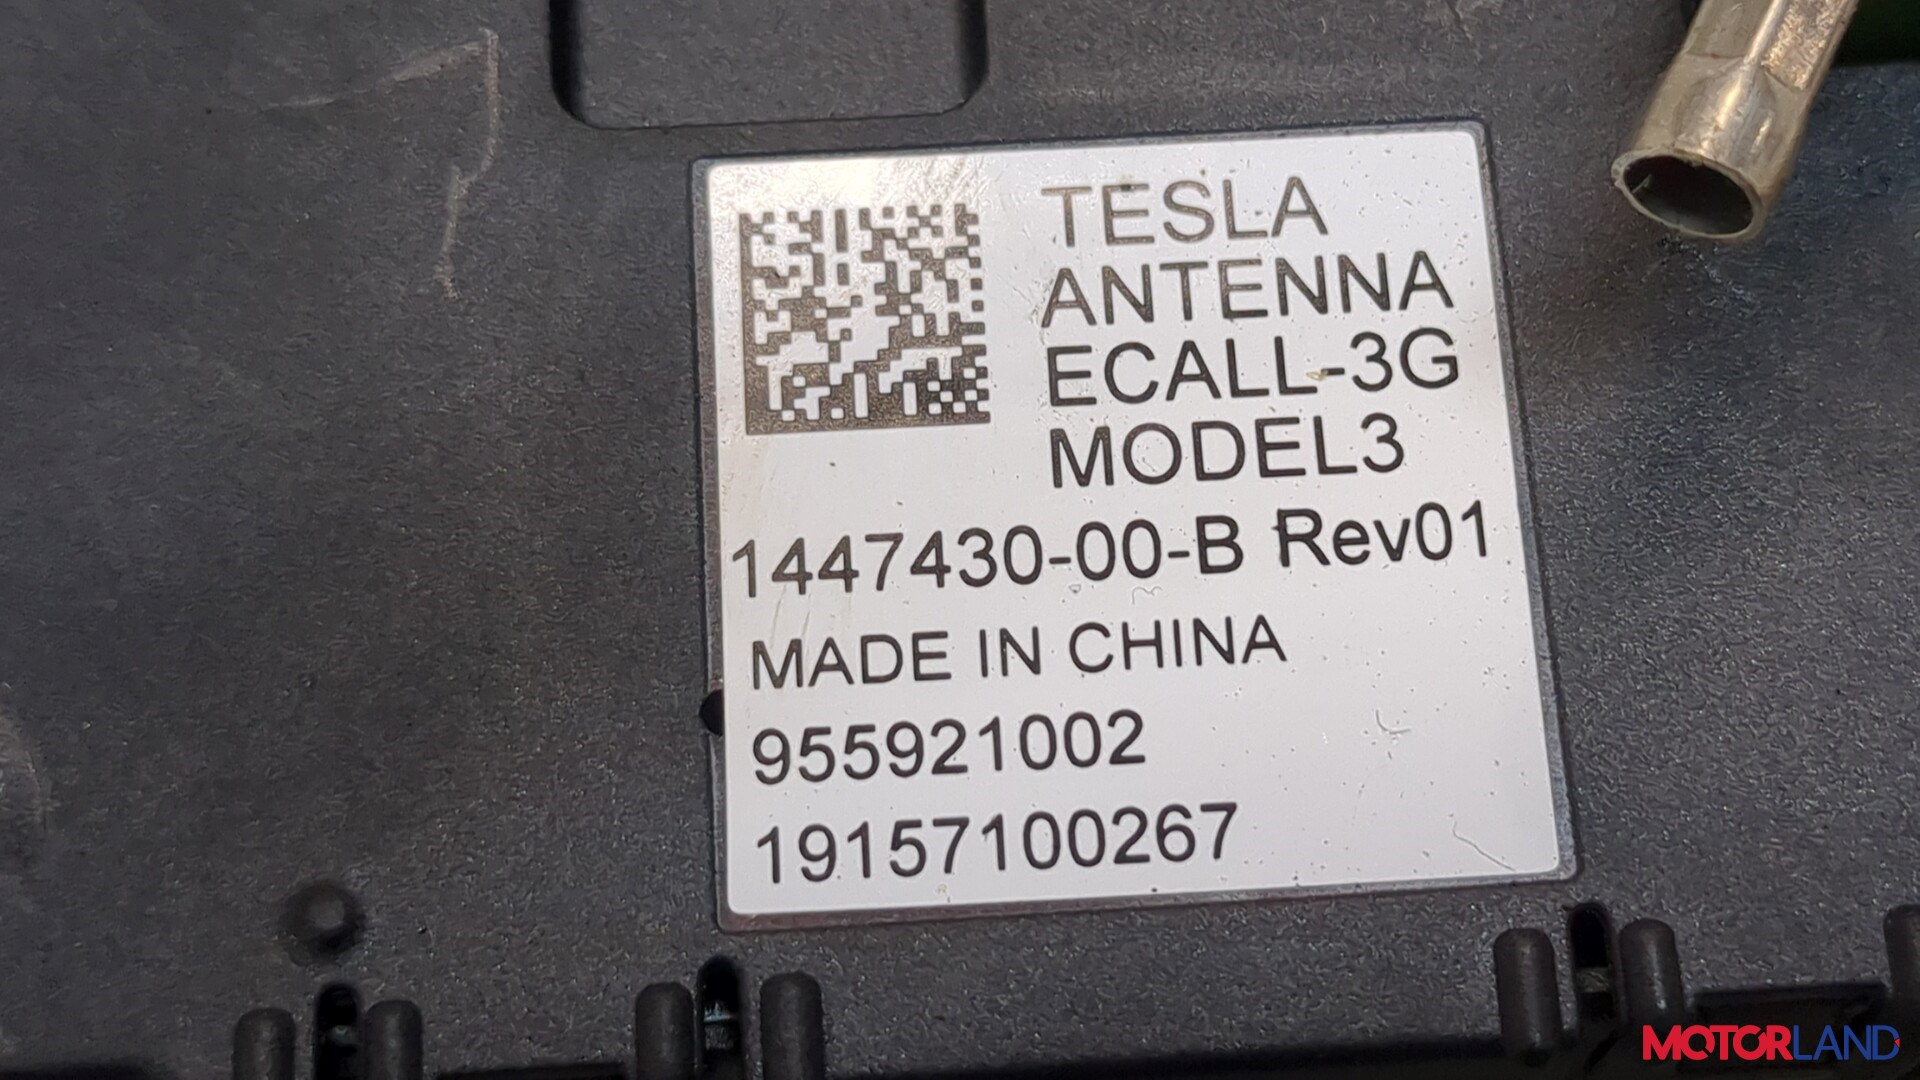 TESLA
ANTENNA
ECALL-3G
MODEL3
1447430-00-B Rev01
MADE IN CHINA
955921002
19157100267
MOTORLAND